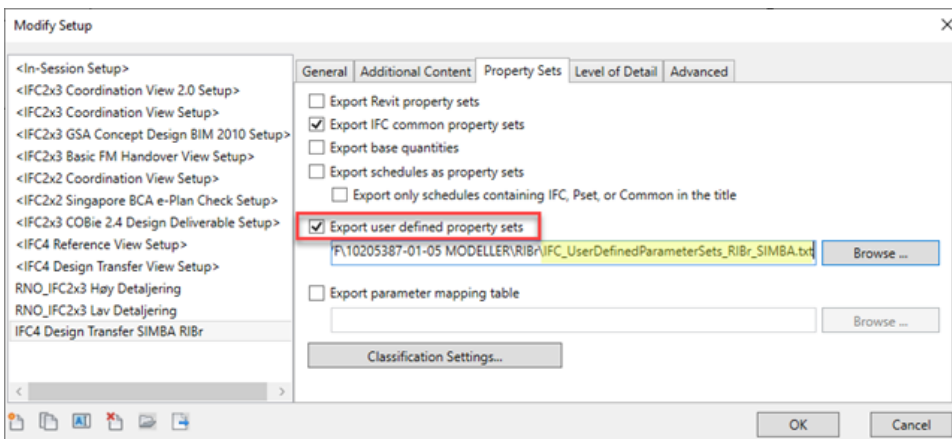 Modify Setup
<In-Session Setup>
<IFC2x3 Coordination View 2.0 Setup>
<IFC2x3 Coordination View Setup>
<IFC2x3 GSA Concept Design BIM 2010 Setup>
<IFC2x3 Basic FM Handover View Setup>
<IFC2x2 Coordination View Setup>
<IFC2x2 Singapore BCA e-Plan Check Setup>
<IFC2x3 COBie 2.4 Design Deliverable Setup>
<IFC4 Reference View Setup>
<IFC4 Design Transfer View Setup>
RNO_IFC2x3 Høy Detaljering
RNO_IFC2x3 Lav Detaljering
IFC4 Design Transfer SIMBA RIBr
General Additional Content Property Sets Level of Detail Advanced
Export Revit property sets
Export IFC common property sets
Export base quantities
Export schedules as property sets
Export only schedules containing IFC, Pset, or Common in the title
Export user defined property sets
F\10205387-01-05 MODELLER\RIBr\IFC_UserDefinedParameterSets_RIBr_SIMBA.txt Browse ...
Export parameter mapping table
Browse ...
Classification Settings...
OK Cancel